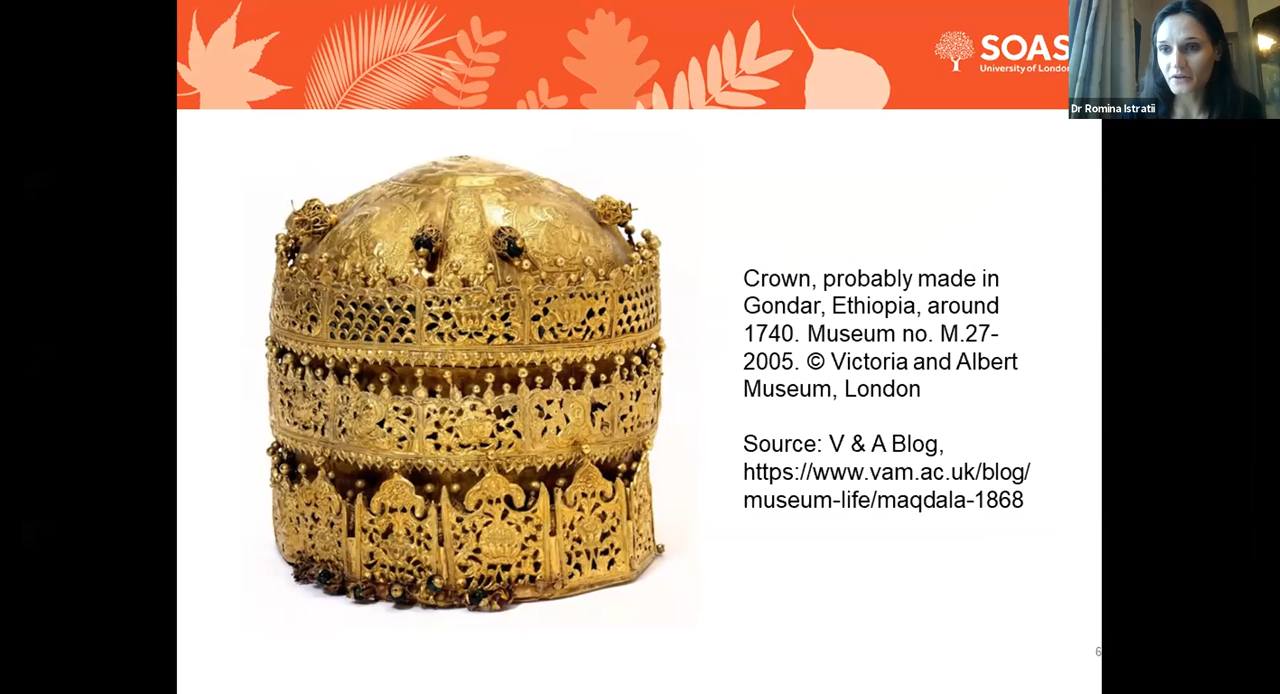 SOAS
University of London
Dr Romina Istratii
Crown, probably made in
Gondar, Ethiopia, around
1740. Museum no. M.27-
2005. © Victoria and Albert
Museum, London
Source: V & A Blog,
https://www.vam.ac.uk/blog/
museum-life/maqdala-1868
6